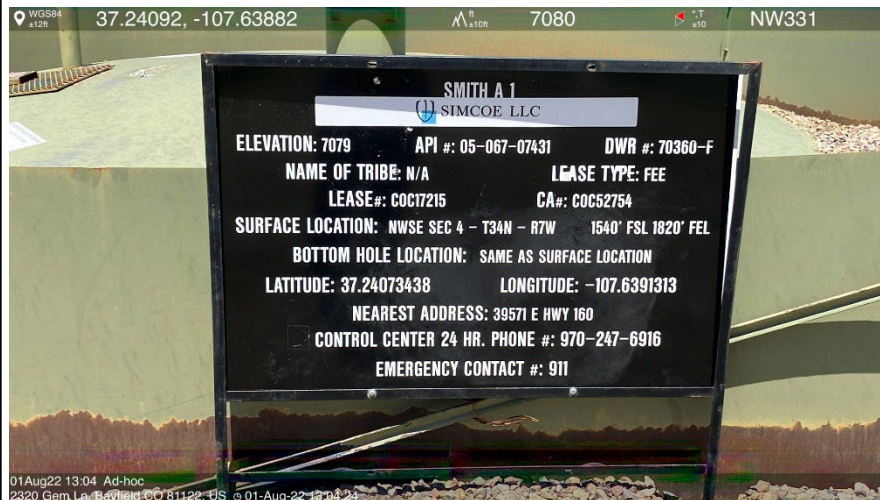 WGS84
±12ft
37.24092, -107.63882
ft
±10ft
7080
°,T
±10
NW331
SMITH A 1
SIMCOE LLC
ELEVATION: 7079 API #: 05-067-07431 DWR #: 70360-F
NAME OF TRIBE: N/A LEASE TYPE: FEE
LEASE#: COC17215 CA#: COC52754
SURFACE LOCATION: NWSE SEC 4 - T34N - R7W 1540' FSL 1820' FEL
BOTTOM HOLE LOCATION: SAME AS SURFACE LOCATION
LATITUDE: 37.24073438 LONGITUDE: -107.6391313
NEAREST ADDRESS: 39571 E HWY 160
CONTROL CENTER 24 HR. PHONE #: 970-247-6916
EMERGENCY CONTACT #: 911
01Aug22 13:04 Ad-hoc
2320 Gem Ln, Bayfield CO 81122, US 01-Aug-22 13:04:24